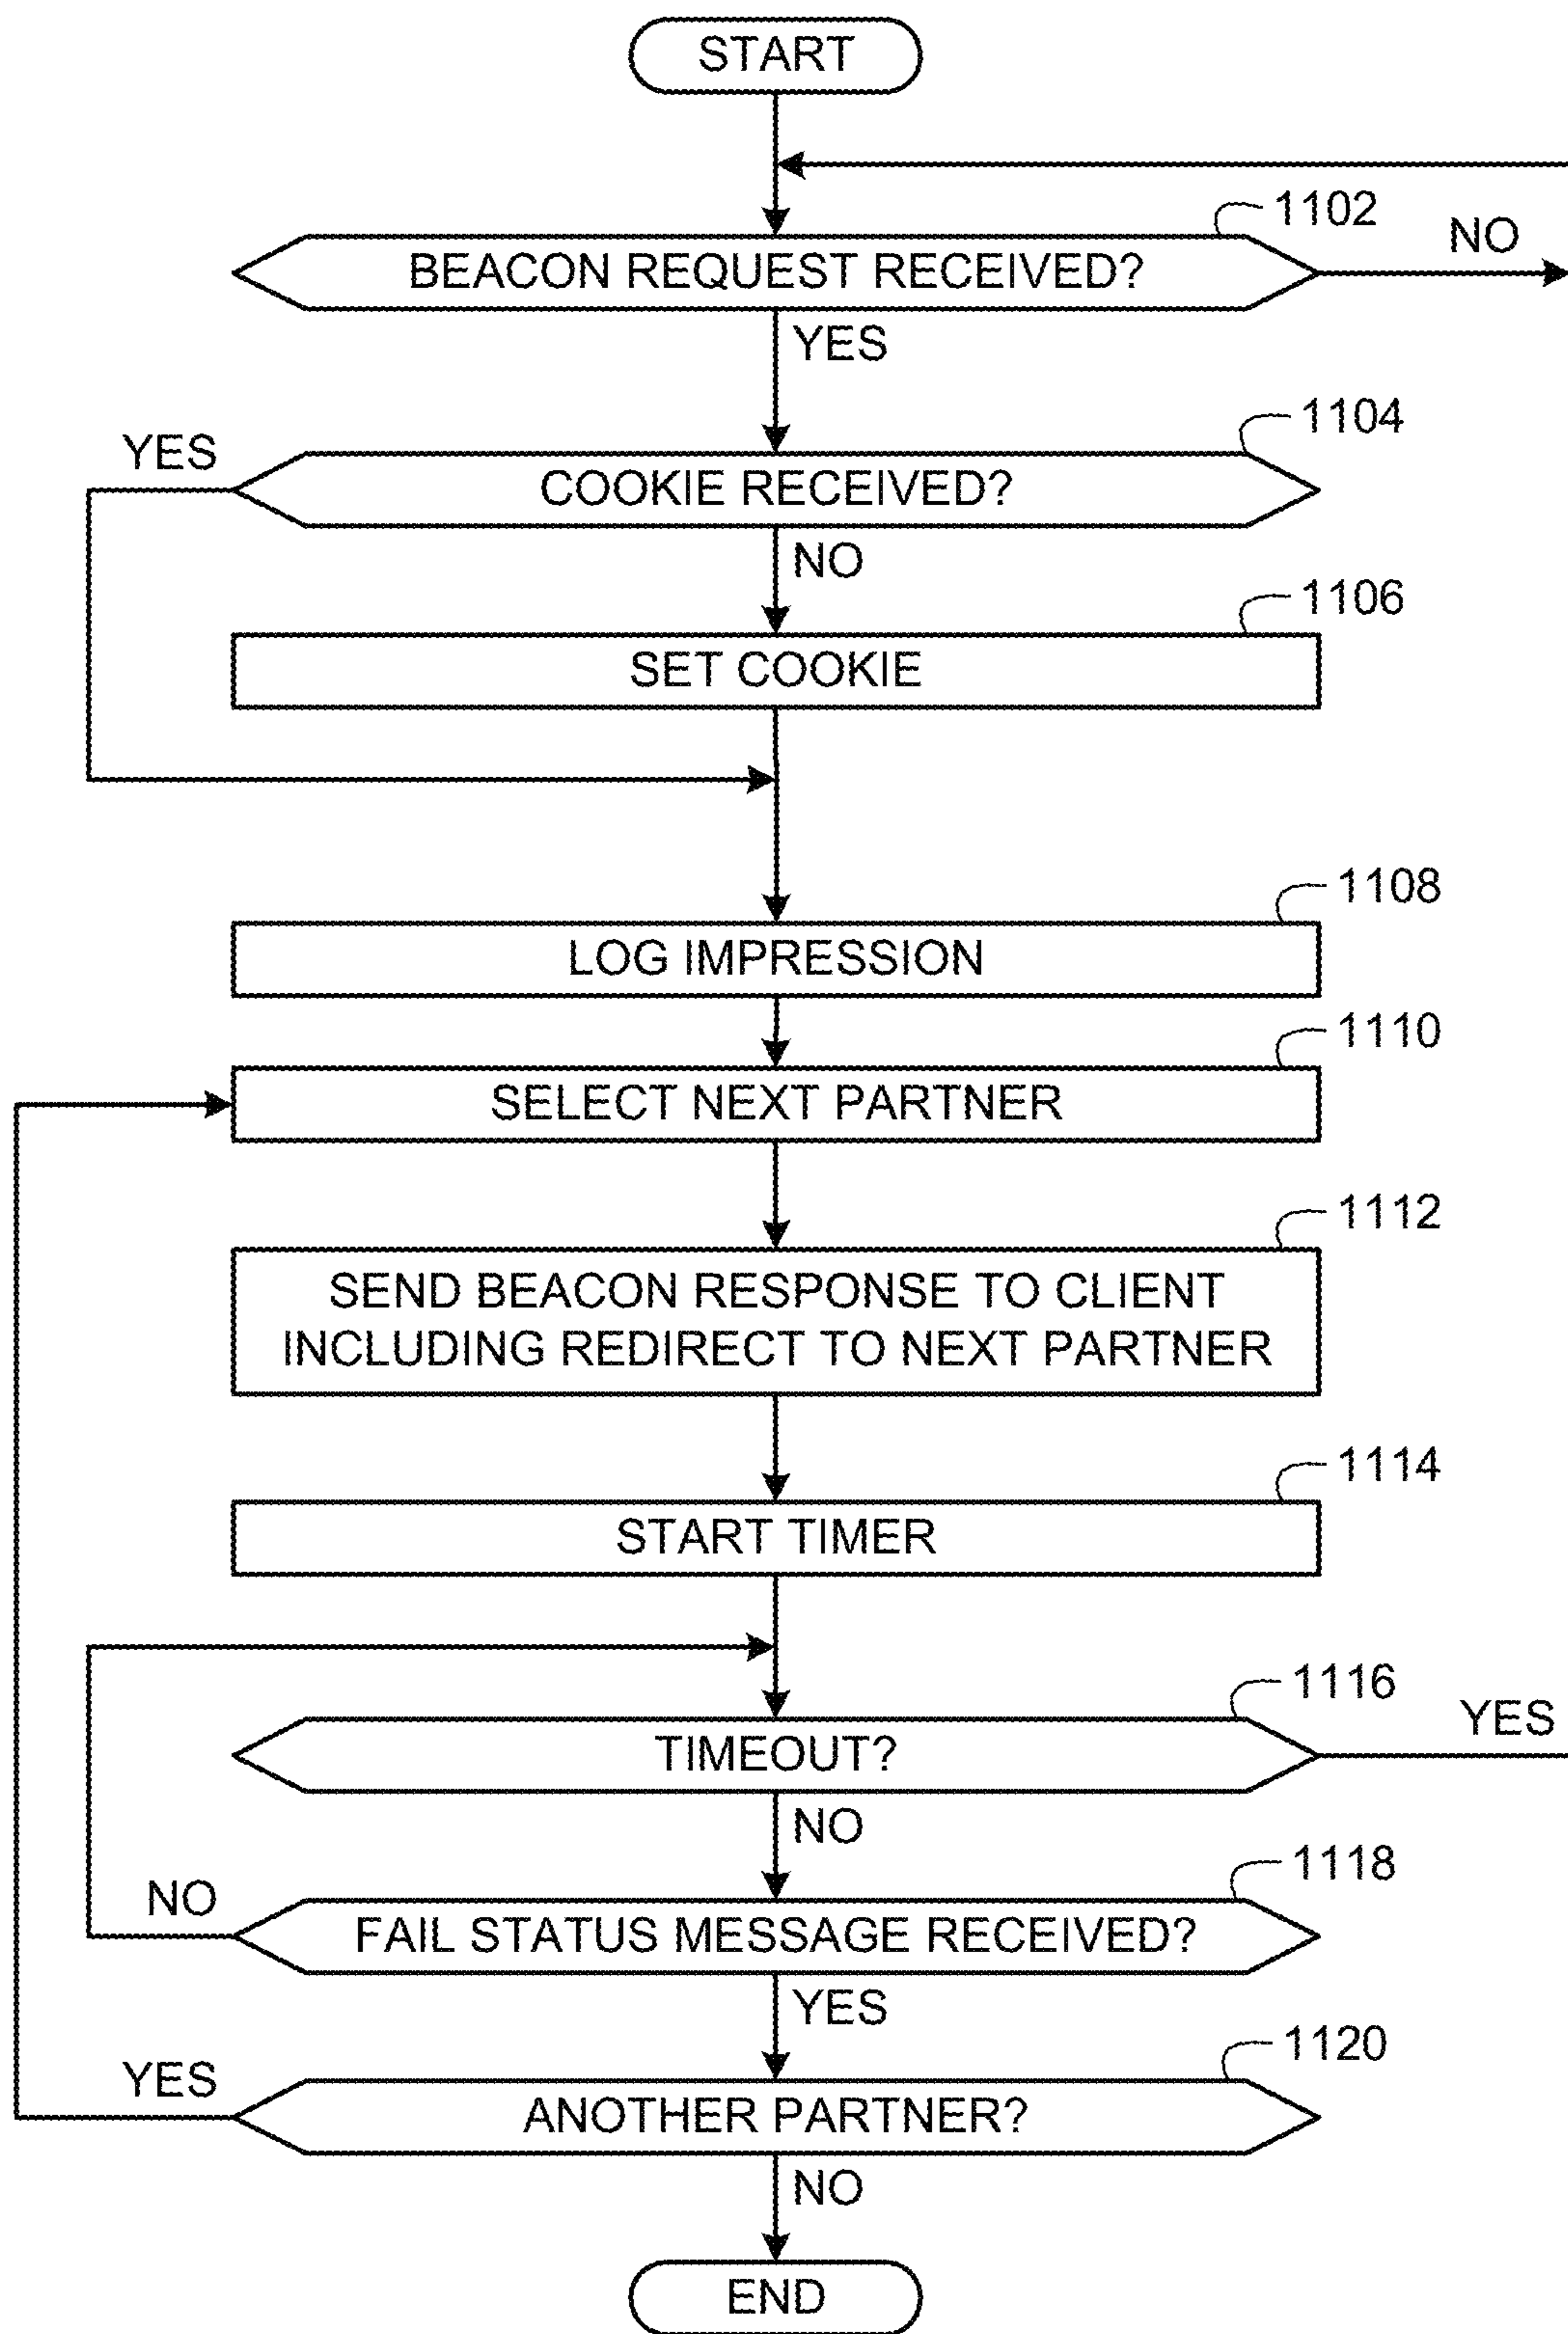 START
1102
NO
BEACON REQUEST RECEIVED?
YES
1104
YES
COOKIE RECEIVED?
NO
1106
SET COOKIE
1108
LOG IMPRESSION
1110
SELECT NEXT PARTNER
1112
SEND BEACON RESPONSE TO CLIENT
INCLUDING REDIRECT TO NEXT PARTNER
1114
START TIMER
1116
YES
TIMEOUT?
NO
1118
NO
FAIL STATUS MESSAGE RECEIVED?
YES
1120
YES
ANOTHER PARTNER?
NO
END